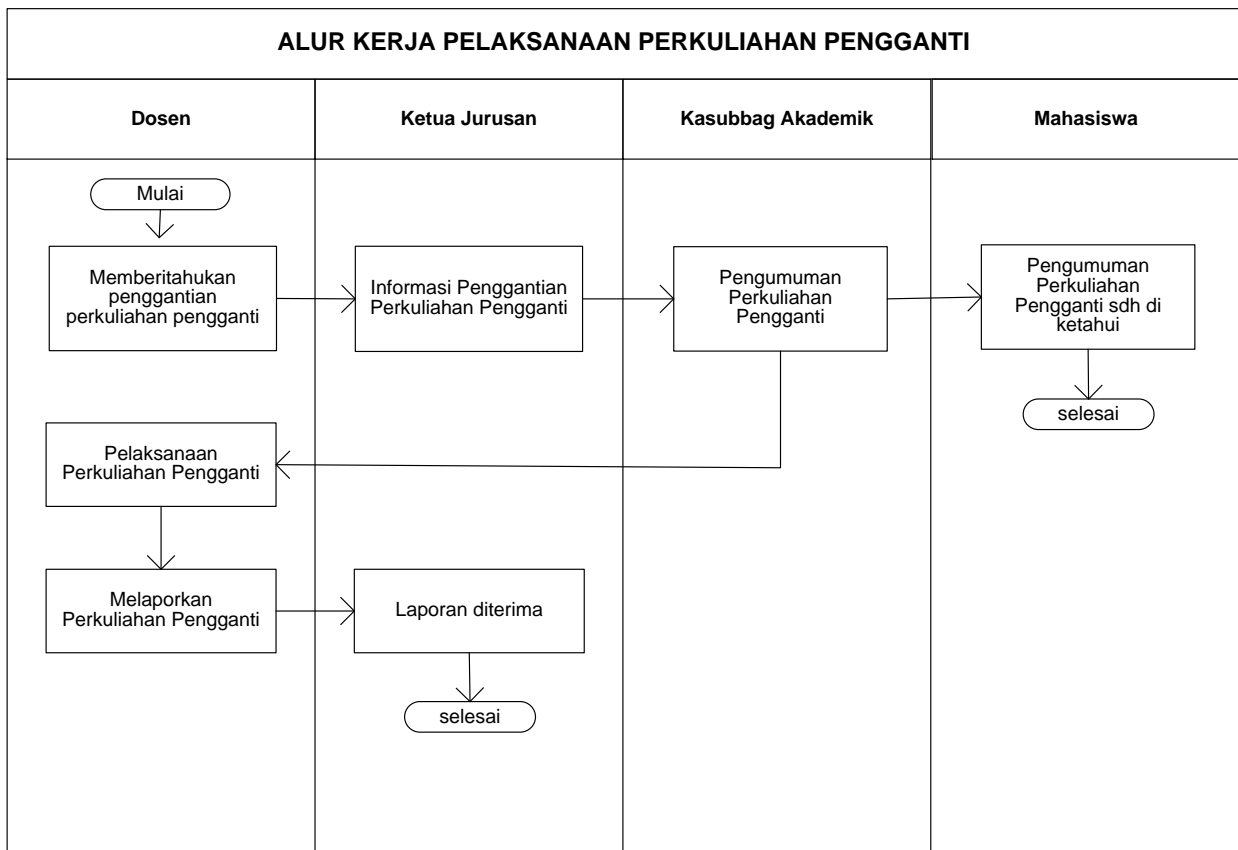 ALUR KERJA PELAKSANAAN PERKULIAHAN PENGGANTI
Dosen
Ketua Jurusan
Kasubbag Akademik
Mahasiswa
Mulai
Memberitahukan
penggantian
perkuliahan pengganti
Informasi Penggantian
Perkuliahan Pengganti
Pengumuman
Perkuliahan
Pengganti
Pengumuman
Perkuliahan
Pengganti sdh di
ketahui
selesai
Pelaksanaan
Perkuliahan Pengganti
Melaporkan
Perkuliahan Pengganti
Laporan diterima
selesai